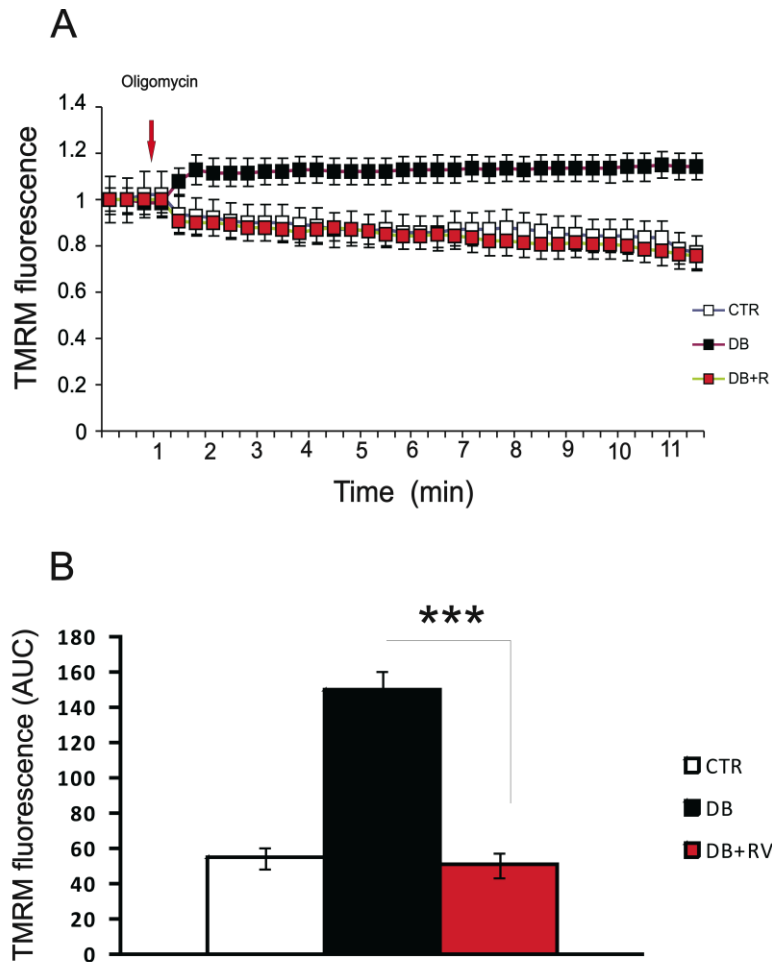 A
Oligomycin
1.4
1.2
1
0.8
0.6
0.4
0.2
0
TMRM fluorescence
CTR
DB
DB+R
1 2 3 4 5 6 7 8 9 10 11
Time (min)
B
***
180
160
140
120
100
80
60
40
20
0
TMRM fluorescence (AUC)
CTR
DB
DB+RV